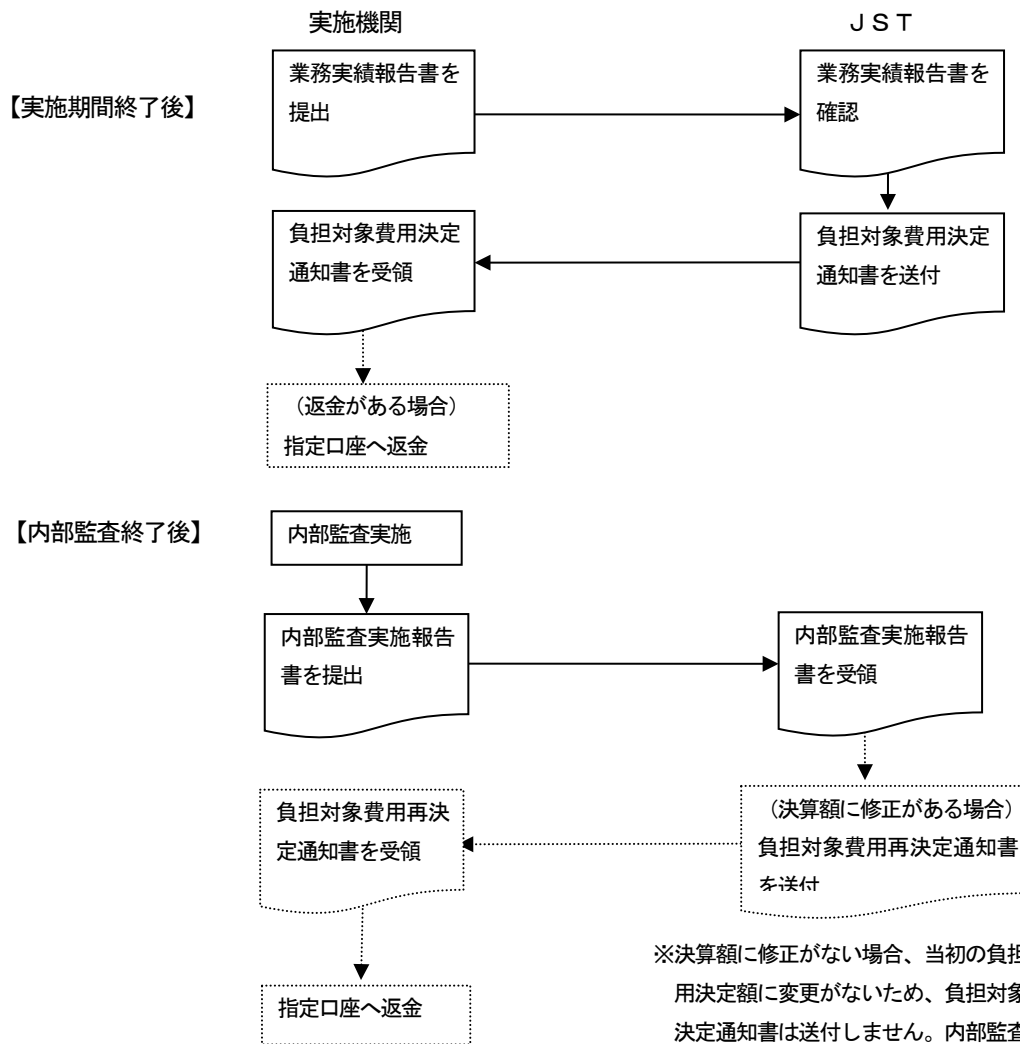 実施機関
JST
【実施期間終了後】
業務実績報告書を
提出
業務実績報告書を
確認
負担対象費用決定
通知書を受領
負担対象費用決定
通知書を送付
（返金がある場合）
指定口座へ返金
【内部監査終了後】
内部監査実施
内部監査実施報告
書を提出
内部監査実施報告
書を受領
負担対象費用再決
定通知書を受領
（決算額に修正がある場合）
負担対象費用再決定通知書
を送付
指定口座へ返金
※決算額に修正がない場合、当初の負担
用決定額に変更がないため、負担対象
決定通知書は送付しません。内部監査